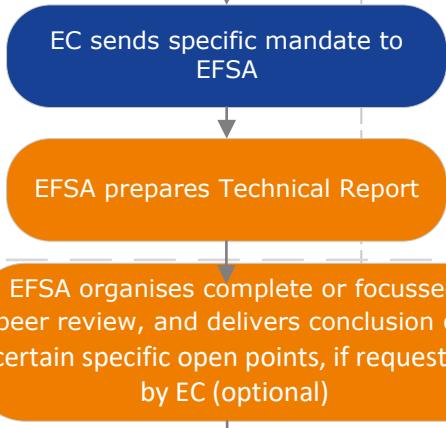 EC sends specific mandate to
EFSA
EFSA prepares Technical Report
EFSA organises complete or focusse
peer review, and delivers conclusion
certain specific open points, if request
by EC (optional)